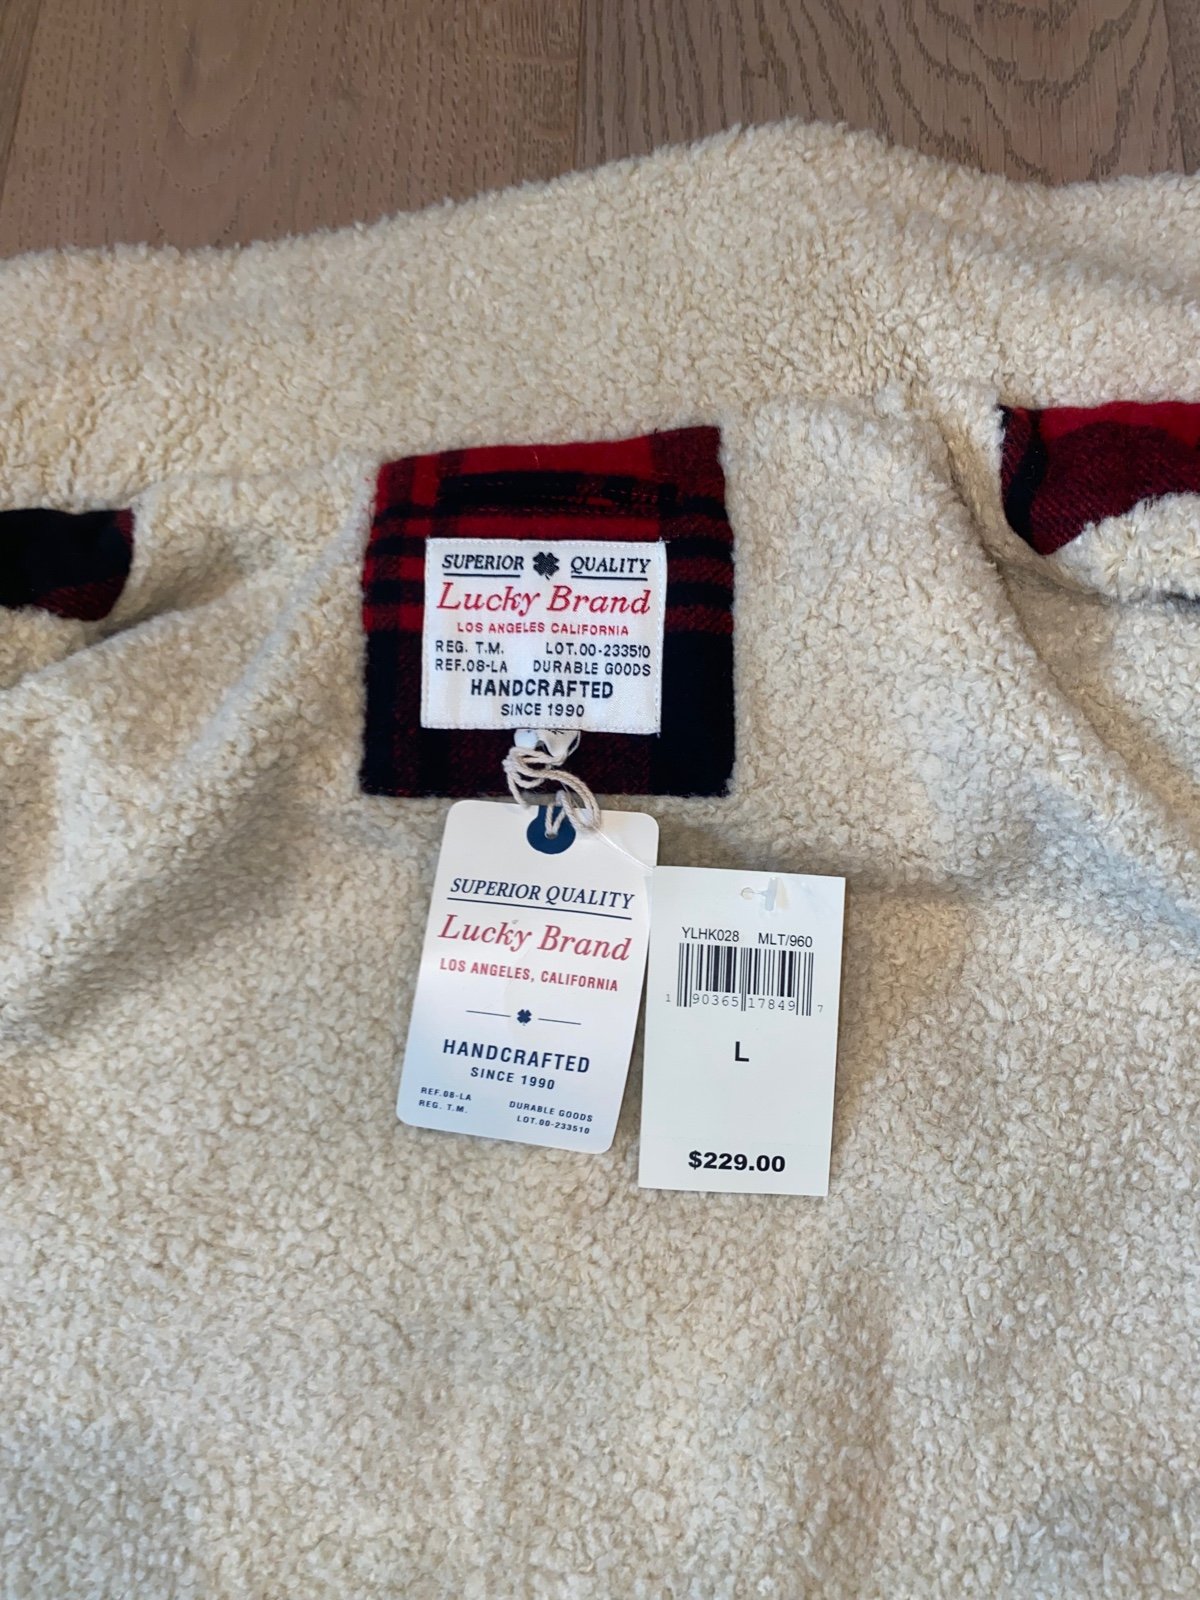 SUPERIOR QUALITY
Lucky Brand
LOS ANGELES CALIFORNIA
REG. T.M. LOT.00-233510
REF.08-LA DURABLE GOODS
HANDCRAFTED
SINCE 1990
SUPERIOR QUALITY
Lucky Brand
LOS ANGELES, CALIFORNIA
HANDCRAFTED
SINCE 1990
REF.08-LA DURABLE GOODS
REG. T.M. LOT.00-233510
YLHK028 MLT/960
1 90365 17849 7
L
$229.00